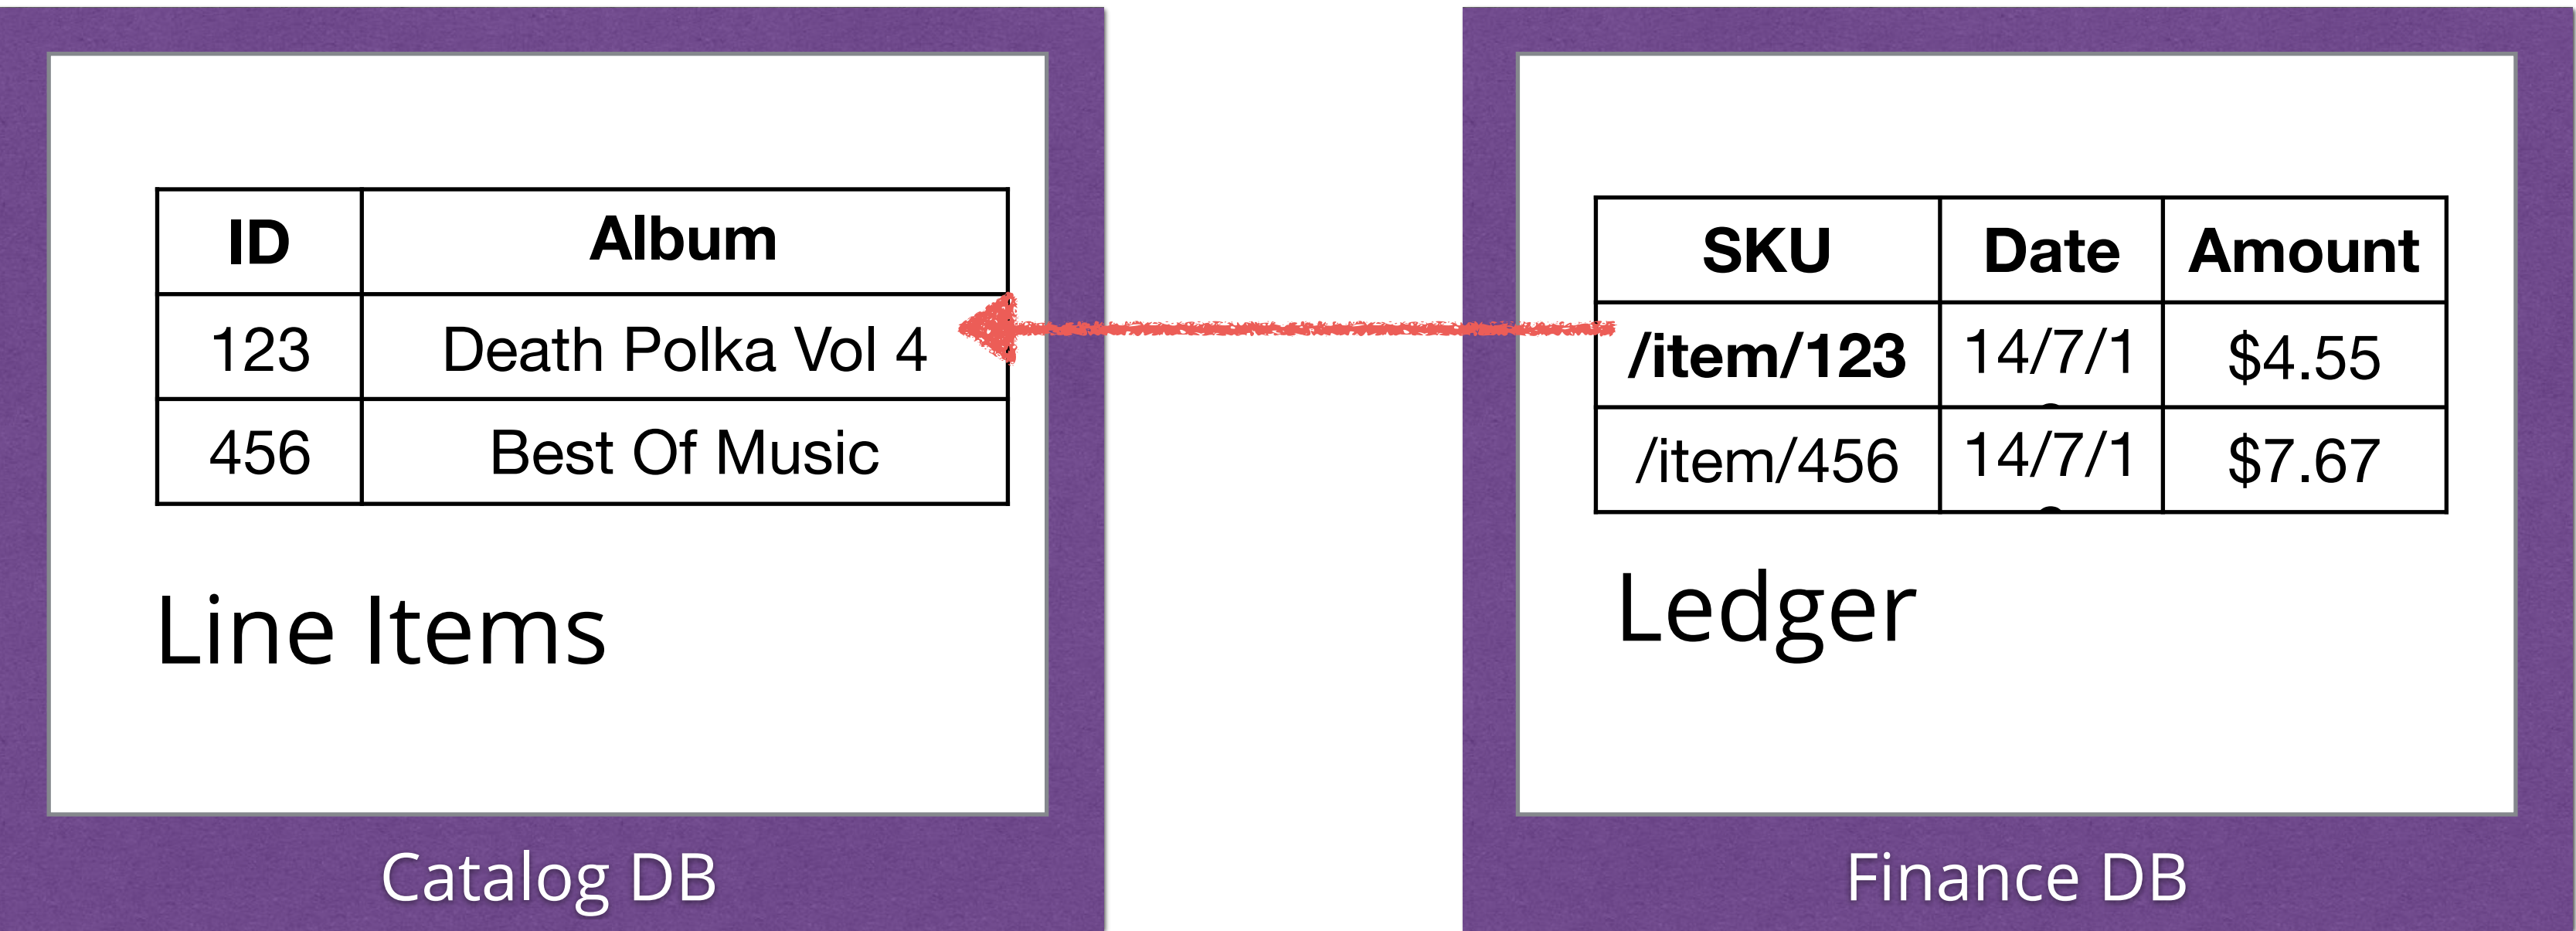 ID Album
123 Death Polka Vol 4
456 Best Of Music
Line Items
Catalog DB
SKU Date Amount
/item/123 14/7/1 $4.55
/item/456 14/7/1 $7.67
Ledger
Finance DB